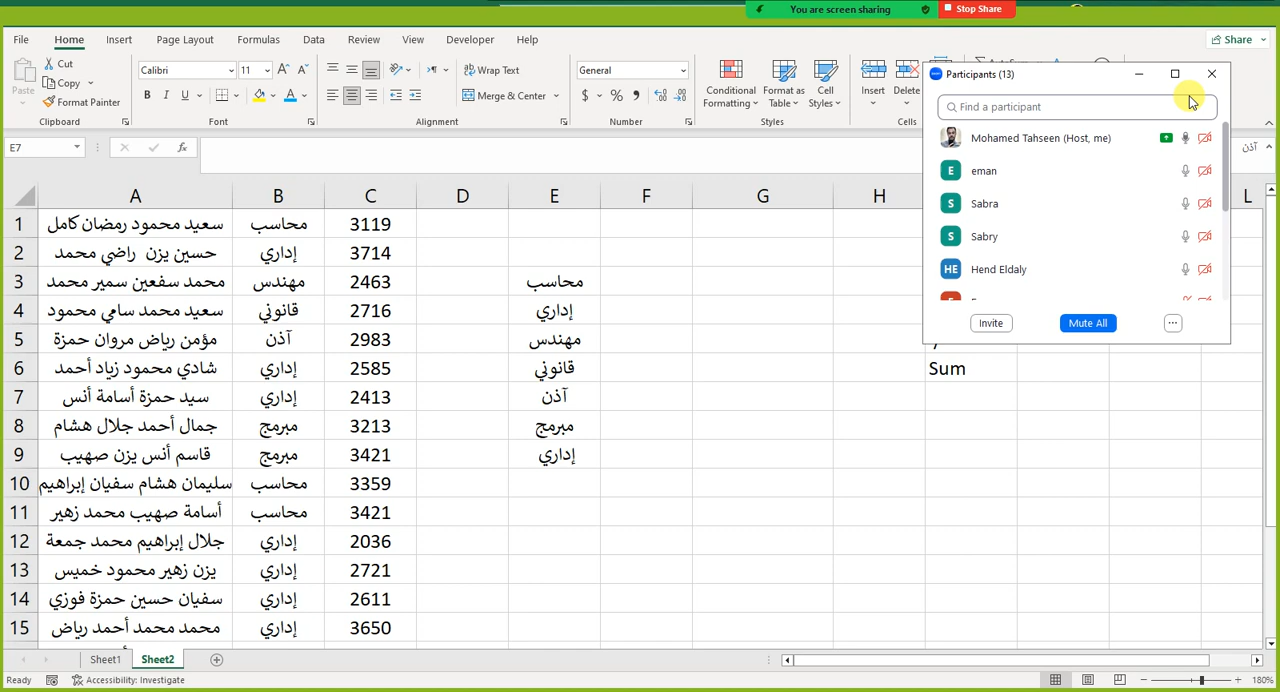 You are screen sharing Stop Share
File Home Insert Page Layout Formulas Data Review View Developer Help Share
Cut
Copy
Format Painter
Paste
Clipboard
Calibri 11
B I U
Font
Wrap Text
Merge & Center
Alignment
General
$ % 9
Number
Conditional Formatting
Format as Table
Cell Styles
Styles
Insert Delete
Cells
Participants (13)
Find a participant
Mohamed Tahseen (Host, me)
E eman
S Sabra
S Sabry
HE Hend Eldaly
Invite Mute All ...
E7 fx
آذن
A B C D E F G H L
1 سعيد محمود رمضان كامل محاسب 3119
2 حسين يزن راضي محمد إداري 3714
3 محمد سفعين سمير محمد مهندس 2463 محاسب
4 سعيد محمد سامي محمود قانوني 2716 إداري
5 مؤمن رياض مروان حمزة آذن 2983 مهندس
6 شادي محمود زياد أحمد إداري 2585 قانوني Sum
7 سيد حمزة أسامة أنس إداري 2413 آذن
8 جمال أحمد جلال هشام مبرمج 3213 مبرمج
9 قاسم أنس يزن صهيب مبرمج 3421 إداري
10 سليمان هشام سفيان إبراهيم محاسب 3359
11 أسامة صهيب محمد زهير محاسب 3421
12 جلال إبراهيم محمد جمعة إداري 2036
13 يزن زهير محمود خميس إداري 2721
14 سفيان حسين حمزة فوزي إداري 2611
15 محمد محمد أحمد رياض إداري 3650
Sheet1 Sheet2
Ready Accessibility: Investigate 180%